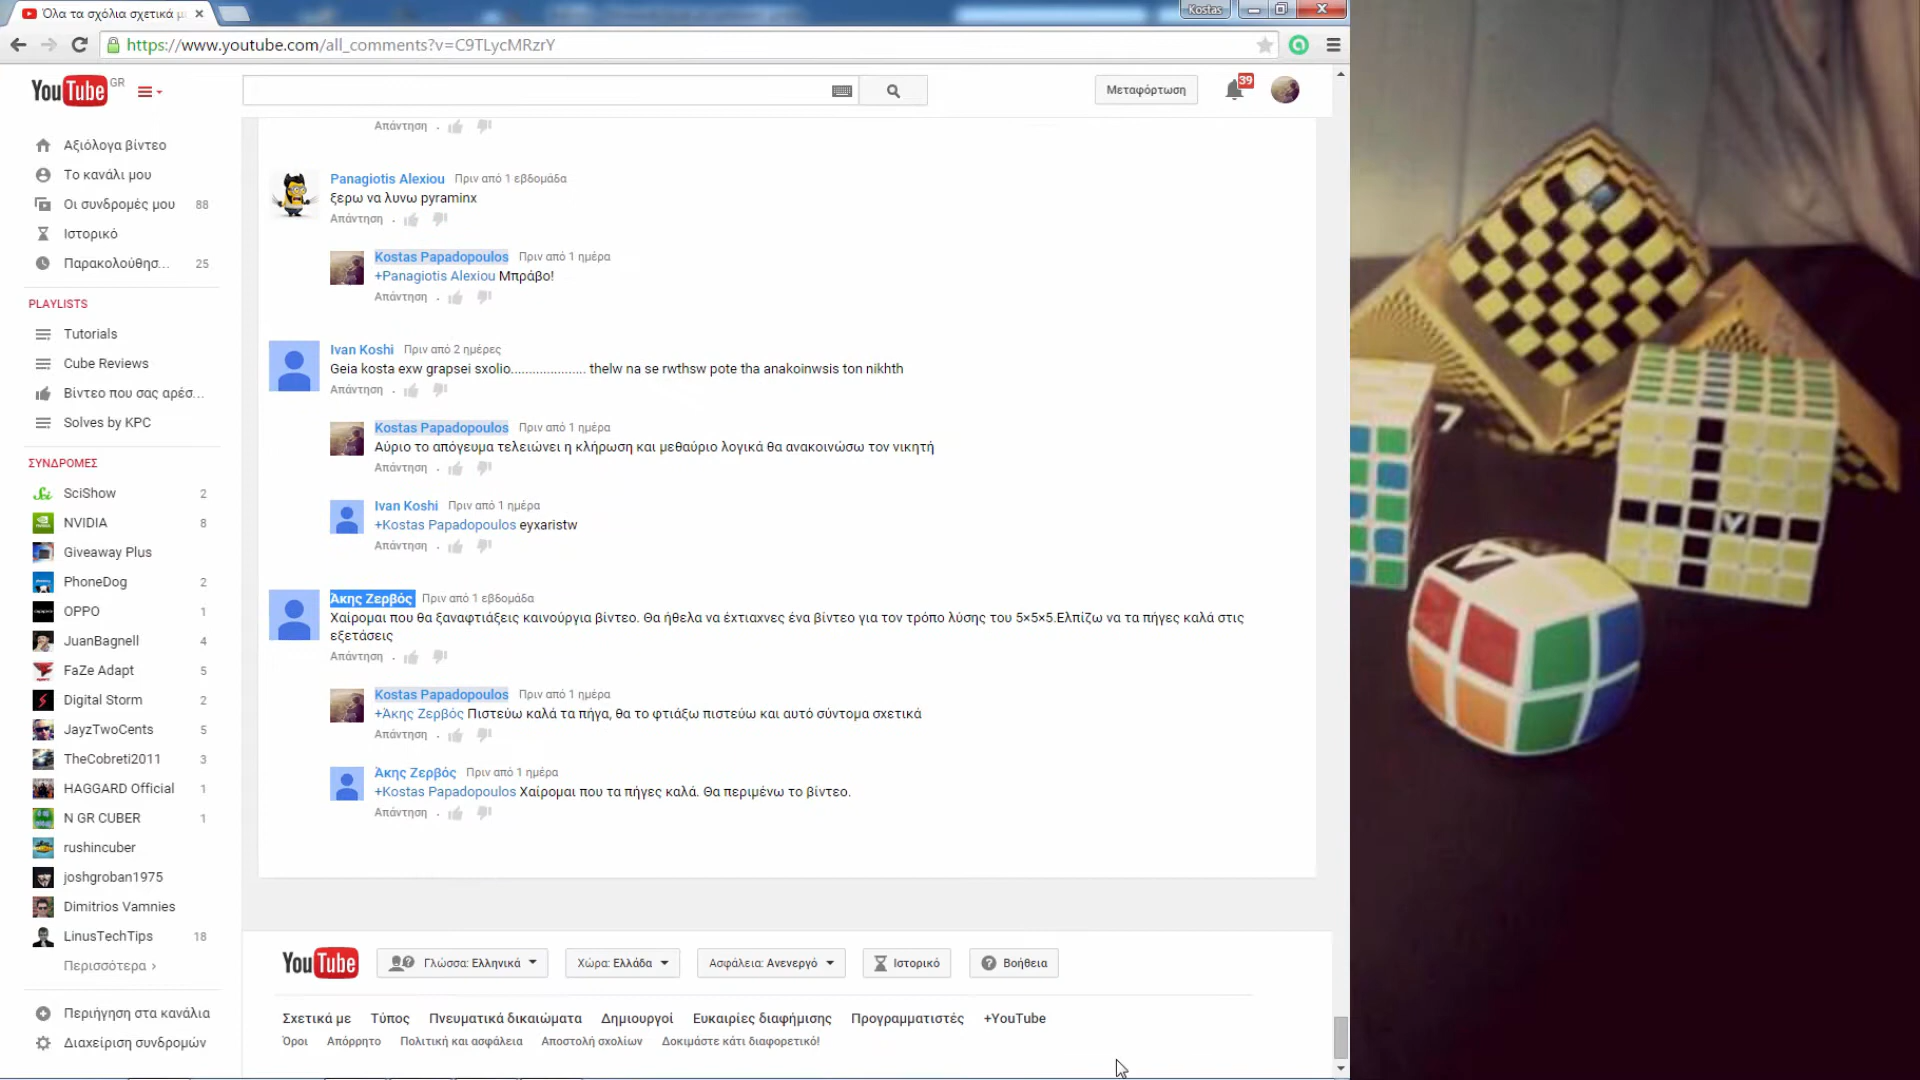 Όλα τα σχόλια σχετικά μ
Kostas
https://www.youtube.com/all_comments?v=C9TLycMRzrY
YouTube GR
Μεταφόρτωση
39
Αξιόλογα βίντεο
Το κανάλι μου
Οι συνδρομές μου 88
Ιστορικό
Παρακολούθησ... 25
PLAYLISTS
Tutorials
Cube Reviews
Βίντεο που σας αρέσ...
Solves by KPC
ΣΥΝΔΡΟΜΕΣ
SciShow 2
NVIDIA 8
Giveaway Plus
PhoneDog 2
OPPO 1
JuanBagnell 4
FaZe Adapt 5
Digital Storm 2
JayzTwoCents 5
TheCobreti2011 3
HAGGARD Official 1
N GR CUBER 1
rushincuber
joshgroban1975
Dimitrios Vamnies
LinusTechTips 18
Περισσότερα ›
Περιήγηση στα κανάλια
Διαχείριση συνδρομών
Απάντηση .
Panagiotis Alexiou Πριν από 1 εβδομάδα
ξερω να λυνω pyraminx
Απάντηση .
Kostas Papadopoulos Πριν από 1 ημέρα
+Panagiotis Alexiou Μπράβο!
Απάντηση .
Ivan Koshi Πριν από 2 ημέρες
Geia kosta exw grapsei sxolio..................... thelw na se rwthsw pote tha anakoinwsis ton nikhth
Απάντηση .
Kostas Papadopoulos Πριν από 1 ημέρα
Αύριο το απόγευμα τελειώνει η κλήρωση και μεθαύριο λογικά θα ανακοινώσω τον νικητή
Απάντηση .
Ivan Koshi Πριν από 1 ημέρα
+Kostas Papadopoulos eyxaristw
Απάντηση .
Άκης Ζερβός Πριν από 1 εβδομάδα
Χαίρομαι που θα ξαναφτιάξεις καινούργια βίντεο. Θα ήθελα να έχτιαχνες ένα βίντεο για τον τρόπο λύσης του 5×5×5.Ελπίζω να τα πήγες καλά στις
εξετάσεις
Απάντηση .
Kostas Papadopoulos Πριν από 1 ημέρα
+Άκης Ζερβός Πιστεύω καλά τα πήγα, θα το φτιάξω πιστεύω και αυτό σύντομα σχετικά
Απάντηση .
Άκης Ζερβός Πριν από 1 ημέρα
+Kostas Papadopoulos Χαίρομαι που τα πήγες καλά. Θα περιμένω το βίντεο.
Απάντηση .
YouTube
Γλώσσα: Ελληνικά
Χώρα: Ελλάδα
Ασφάλεια: Ανενεργό
Ιστορικό
Βοήθεια
Σχετικά με Τύπος Πνευματικά δικαιώματα Δημιουργοί Ευκαιρίες διαφήμισης Προγραμματιστές +YouTube
Όροι Απόρρητο Πολιτική και ασφάλεια Αποστολή σχολίων Δοκιμάστε κάτι διαφορετικό!
7
V
V